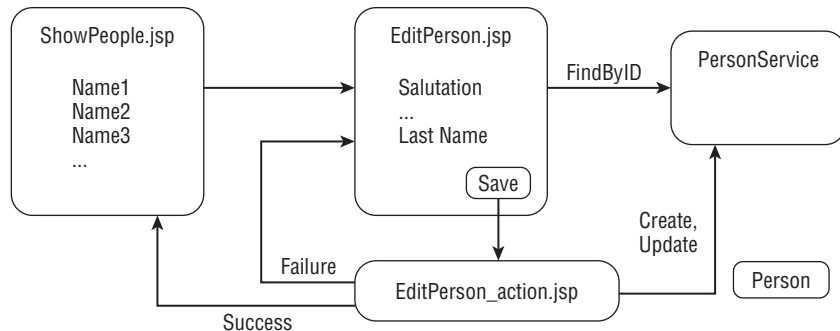 ShowPeople.jsp
Name1
Name2
Name3
...
EditPerson.jsp
Salutation
...
Last Name
Save
FindByID
PersonService
Create,
Update
Person
Failure
EditPerson_action.jsp
Success